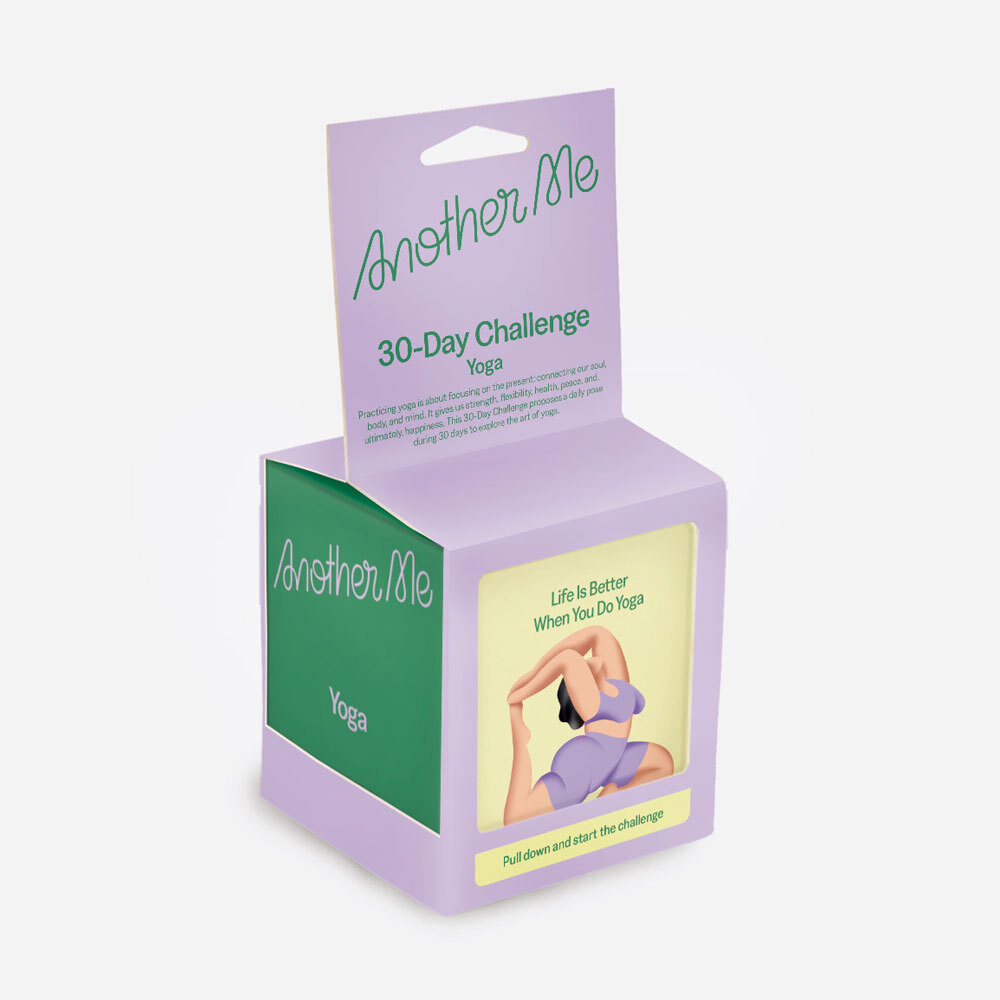 Another Me
30-Day Challenge
Yoga
Practicing yoga is about focusing on the present: connecting our soul,
body, and mind. It gives us strength, flexibility, health, peace, and,
ultimately, happiness. This 30-Day Challenge proposes a daily pose
during 30 days to explore the art of yoga.
Another Me
Yoga
Life Is Better
When You Do Yoga
Pull down and start the challenge